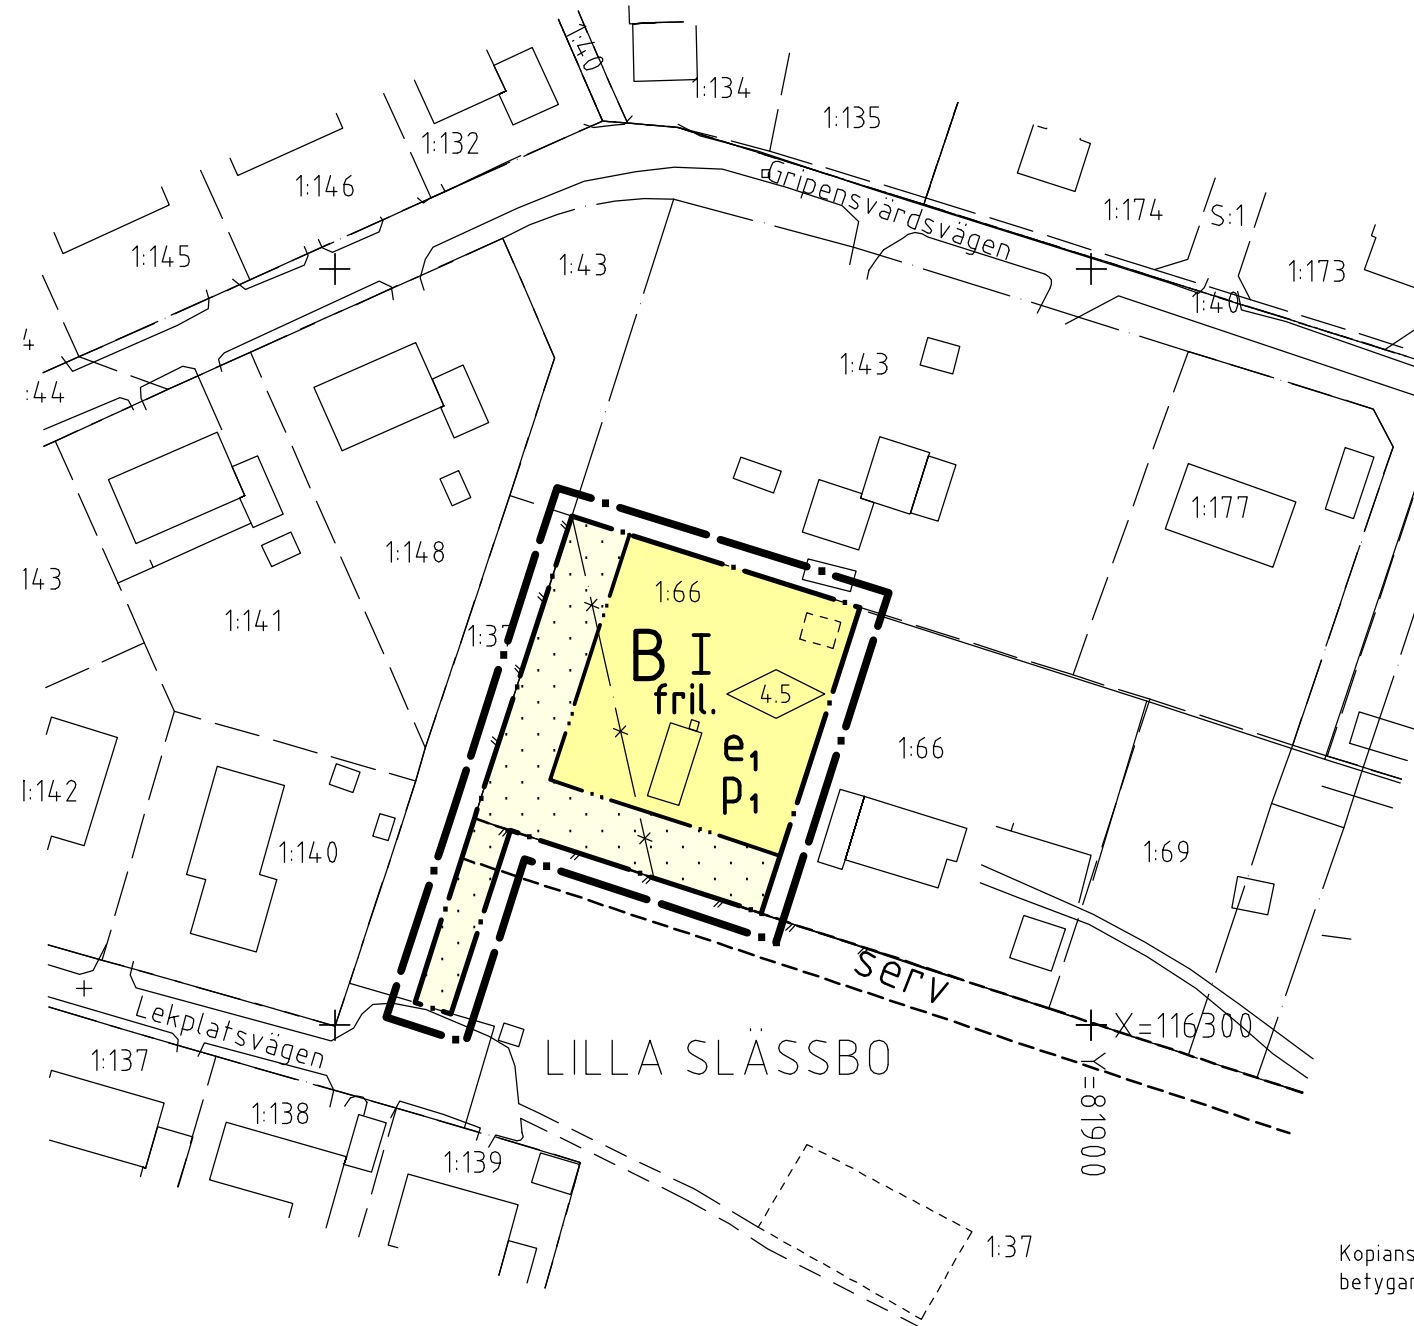 1:40
1:134
1:135
1:132
1:146
1:145
Gripensvärdsvägen
1:174
S:1
1:173
1:43
1:40
4
:44
1:43
1:177
1:148
143
1:141
1:37
1:66
B I
fril.
4.5
e₁
p₁
1:66
1:142
1:140
1:69
serv
Lekplatsvägen
X=116300
Y=81900
LILLA SLÄSSBO
1:137
1:138
1:139
1:37
Kopians
betygar